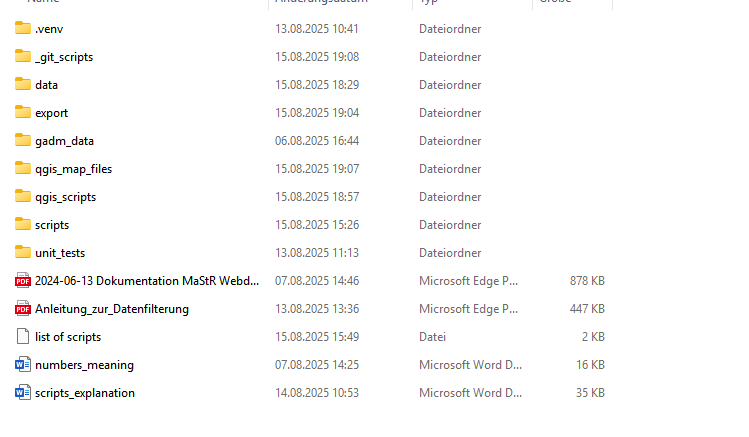 Name Änderungsdatum Typ Größe
.venv 13.08.2025 10:41 Dateiordner
_git_scripts 15.08.2025 19:08 Dateiordner
data 15.08.2025 18:29 Dateiordner
export 15.08.2025 19:04 Dateiordner
gadm_data 06.08.2025 16:44 Dateiordner
qgis_map_files 15.08.2025 19:07 Dateiordner
qgis_scripts 15.08.2025 18:57 Dateiordner
scripts 15.08.2025 15:26 Dateiordner
unit_tests 13.08.2025 11:13 Dateiordner
PDF 2024-06-13 Dokumentation MaStR Webd... 07.08.2025 14:46 Microsoft Edge P... 878 KB
PDF Anleitung_zur_Datenfilterung 13.08.2025 13:36 Microsoft Edge P... 447 KB
list of scripts 15.08.2025 15:49 Datei 2 KB
W numbers_meaning 07.08.2025 14:25 Microsoft Word D... 16 KB
W scripts_explanation 14.08.2025 10:53 Microsoft Word D... 35 KB